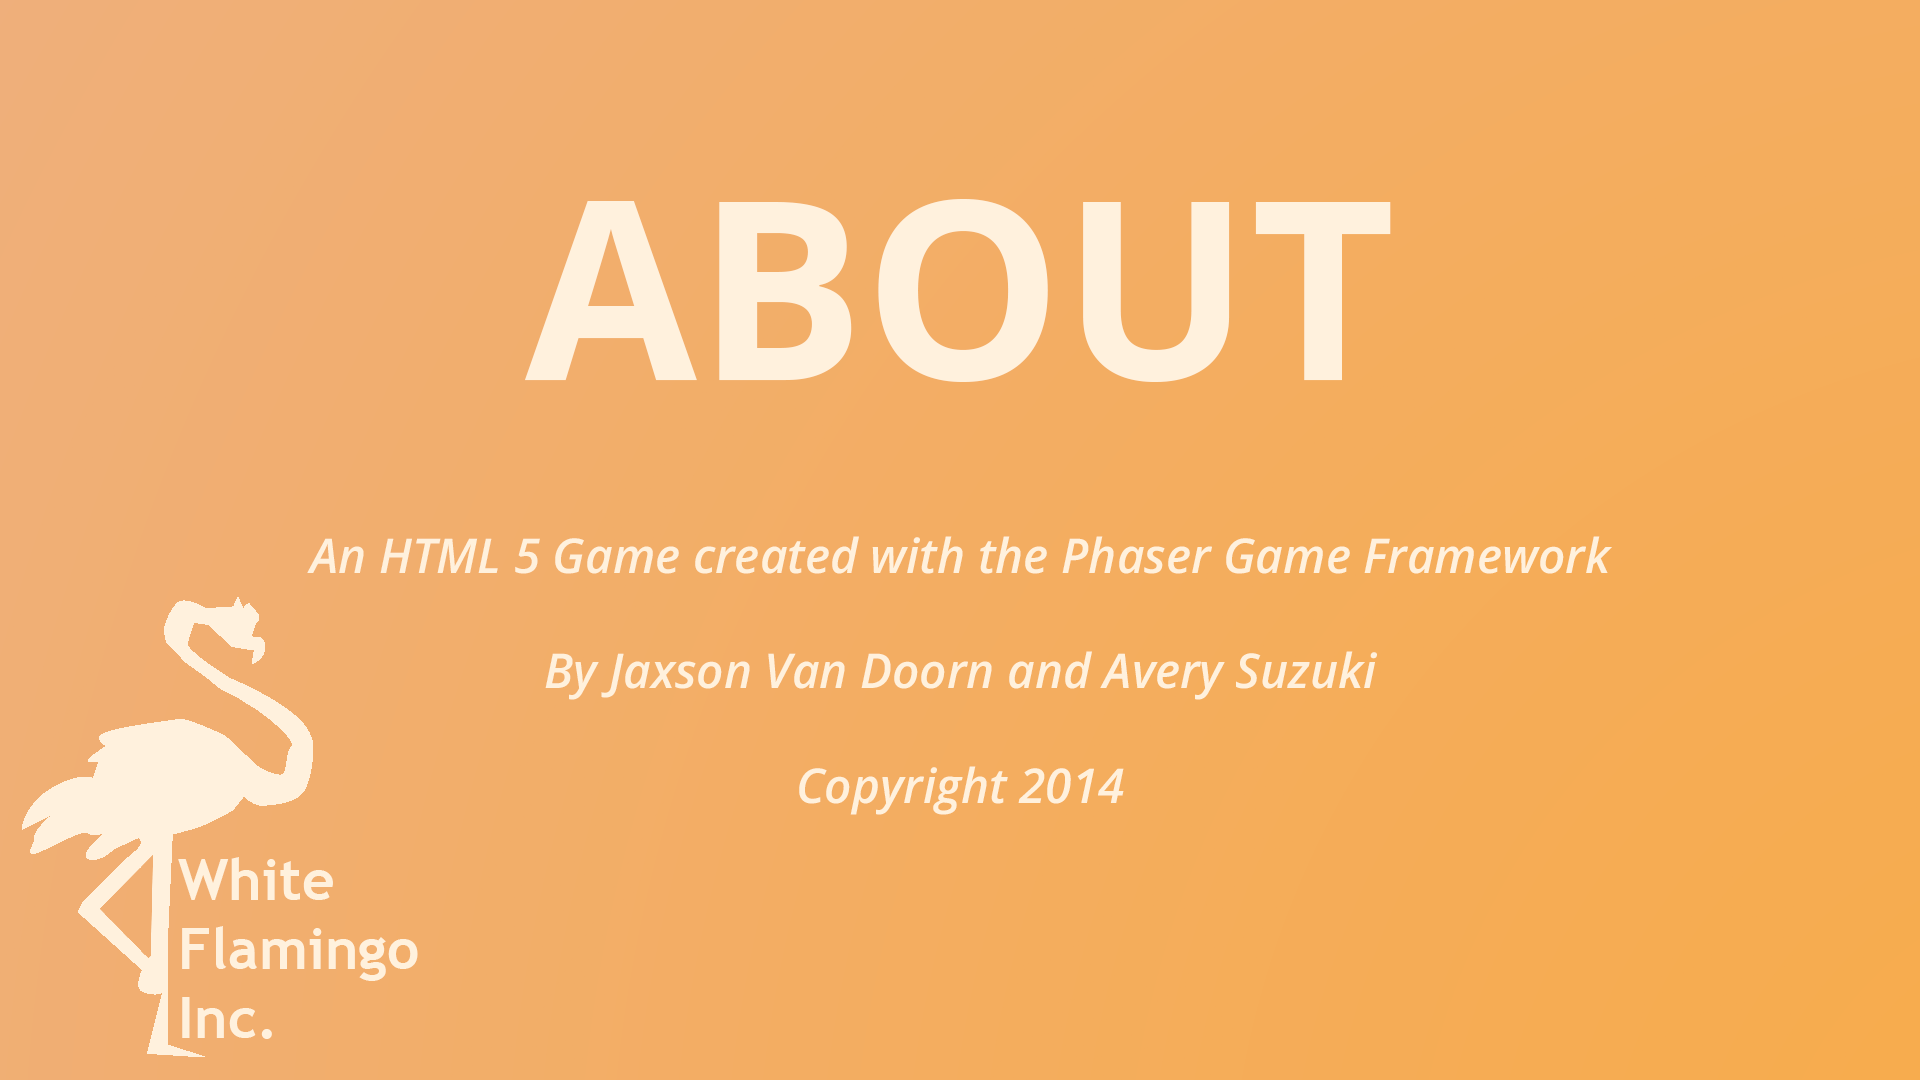 ABOUT
An HTML 5 Game created with the Phaser Game Framework
By Jaxson Van Doorn and Avery Suzuki
Copyright 2014
White
Flamingo
Inc.